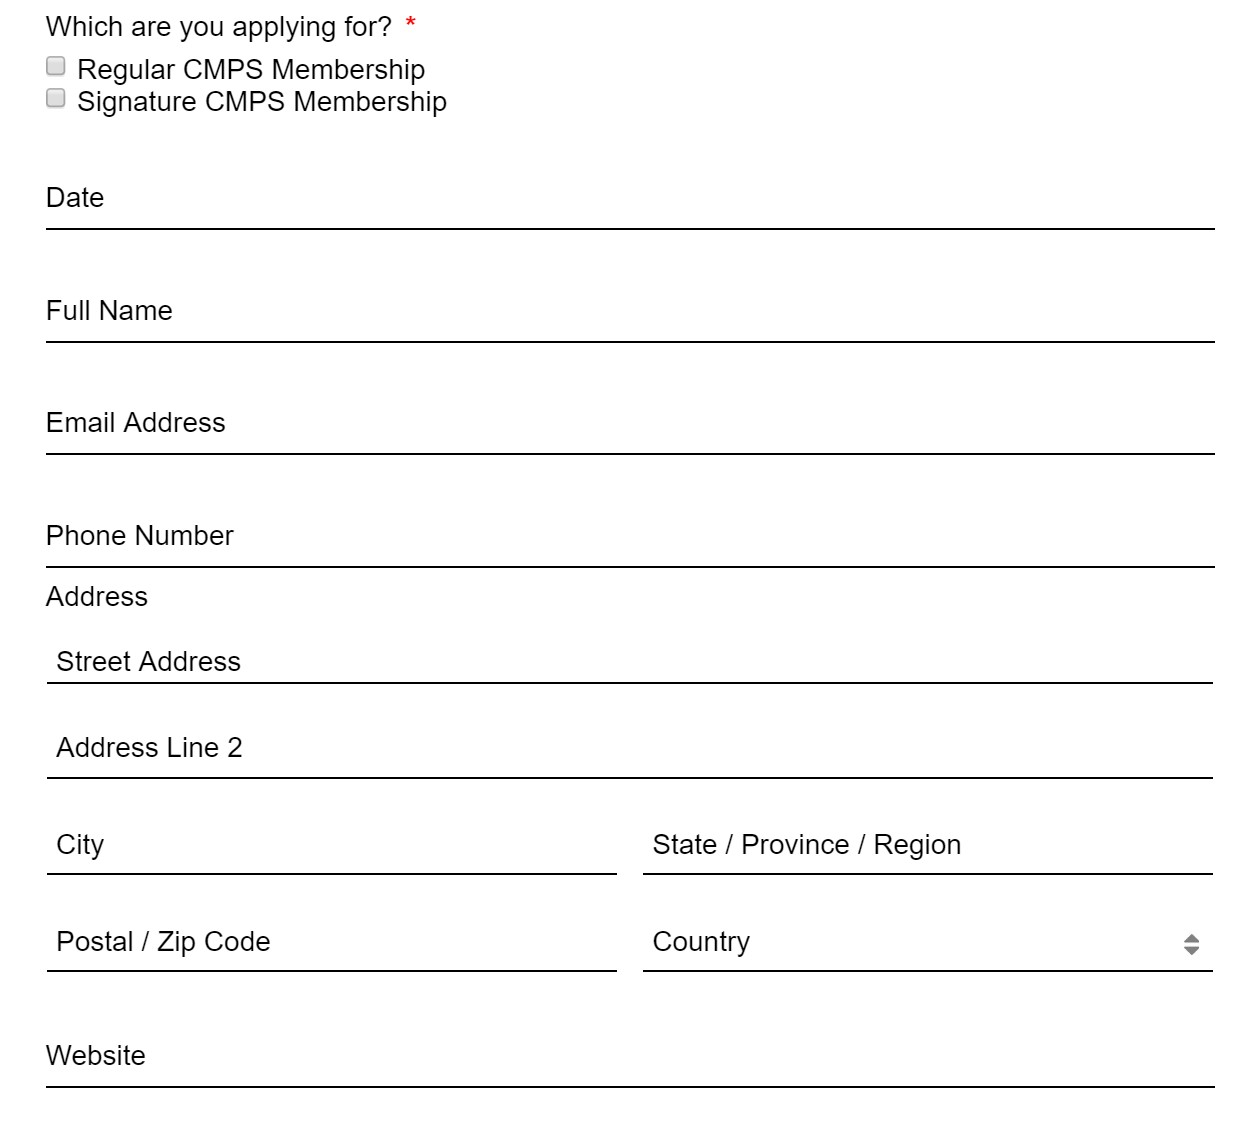 Which are you applying for? *
Regular CMPS Membership
Signature CMPS Membership
Date
Full Name
Email Address
Phone Number
Address
Street Address
Address Line 2
City
State / Province / Region
Postal / Zip Code
Country
Website